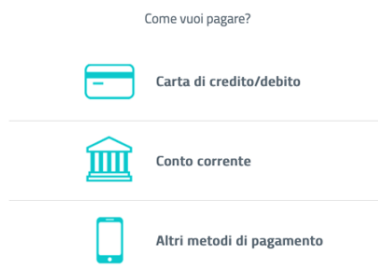 Come vuoi pagare?
Carta di credito/debito
Conto corrente
Altri metodi di pagamento